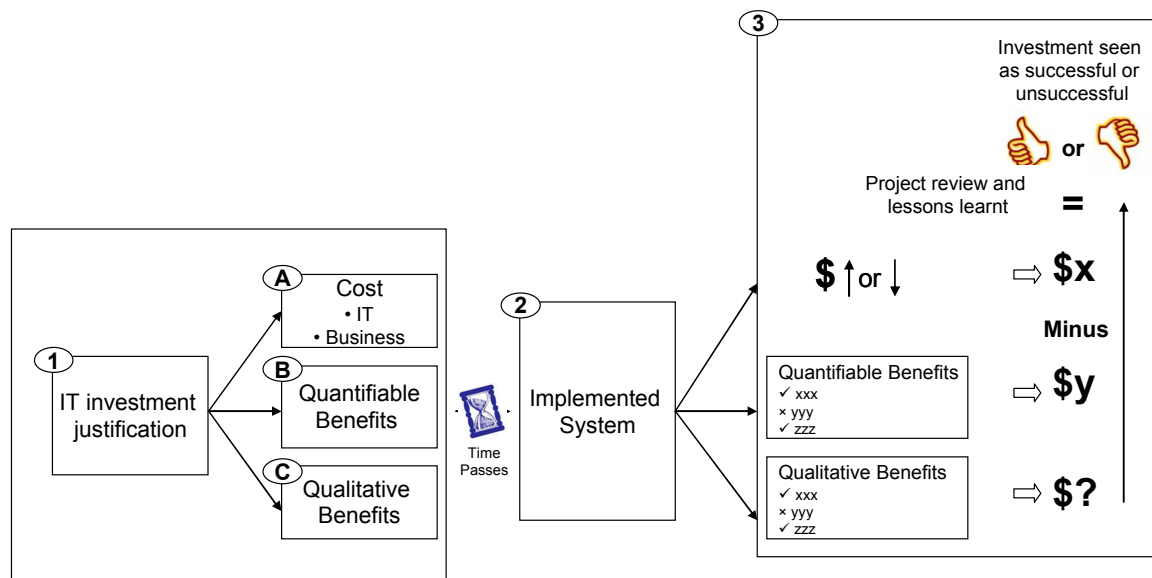 1
IT investment
justification
A
Cost
• IT
• Business
B
Quantifiable
Benefits
C
Qualitative
Benefits
Time
Passes
2
Implemented
System
3
Investment seen
as successful or
unsuccessful
or
Project review and
lessons learnt
=
$ ↑ or ↓
⇨ $x
Minus
Quantifiable Benefits
✓ xxx
× yyy
✓ zzz
⇨ $y
Qualitative Benefits
✓ xxx
× yyy
✓ zzz
⇨ $?